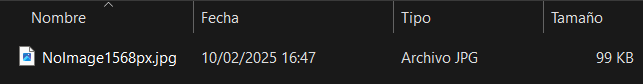 Nombre Fecha Tipo Tamaño
NoImage1568px.jpg 10/02/2025 16:47 Archivo JPG 99 KB